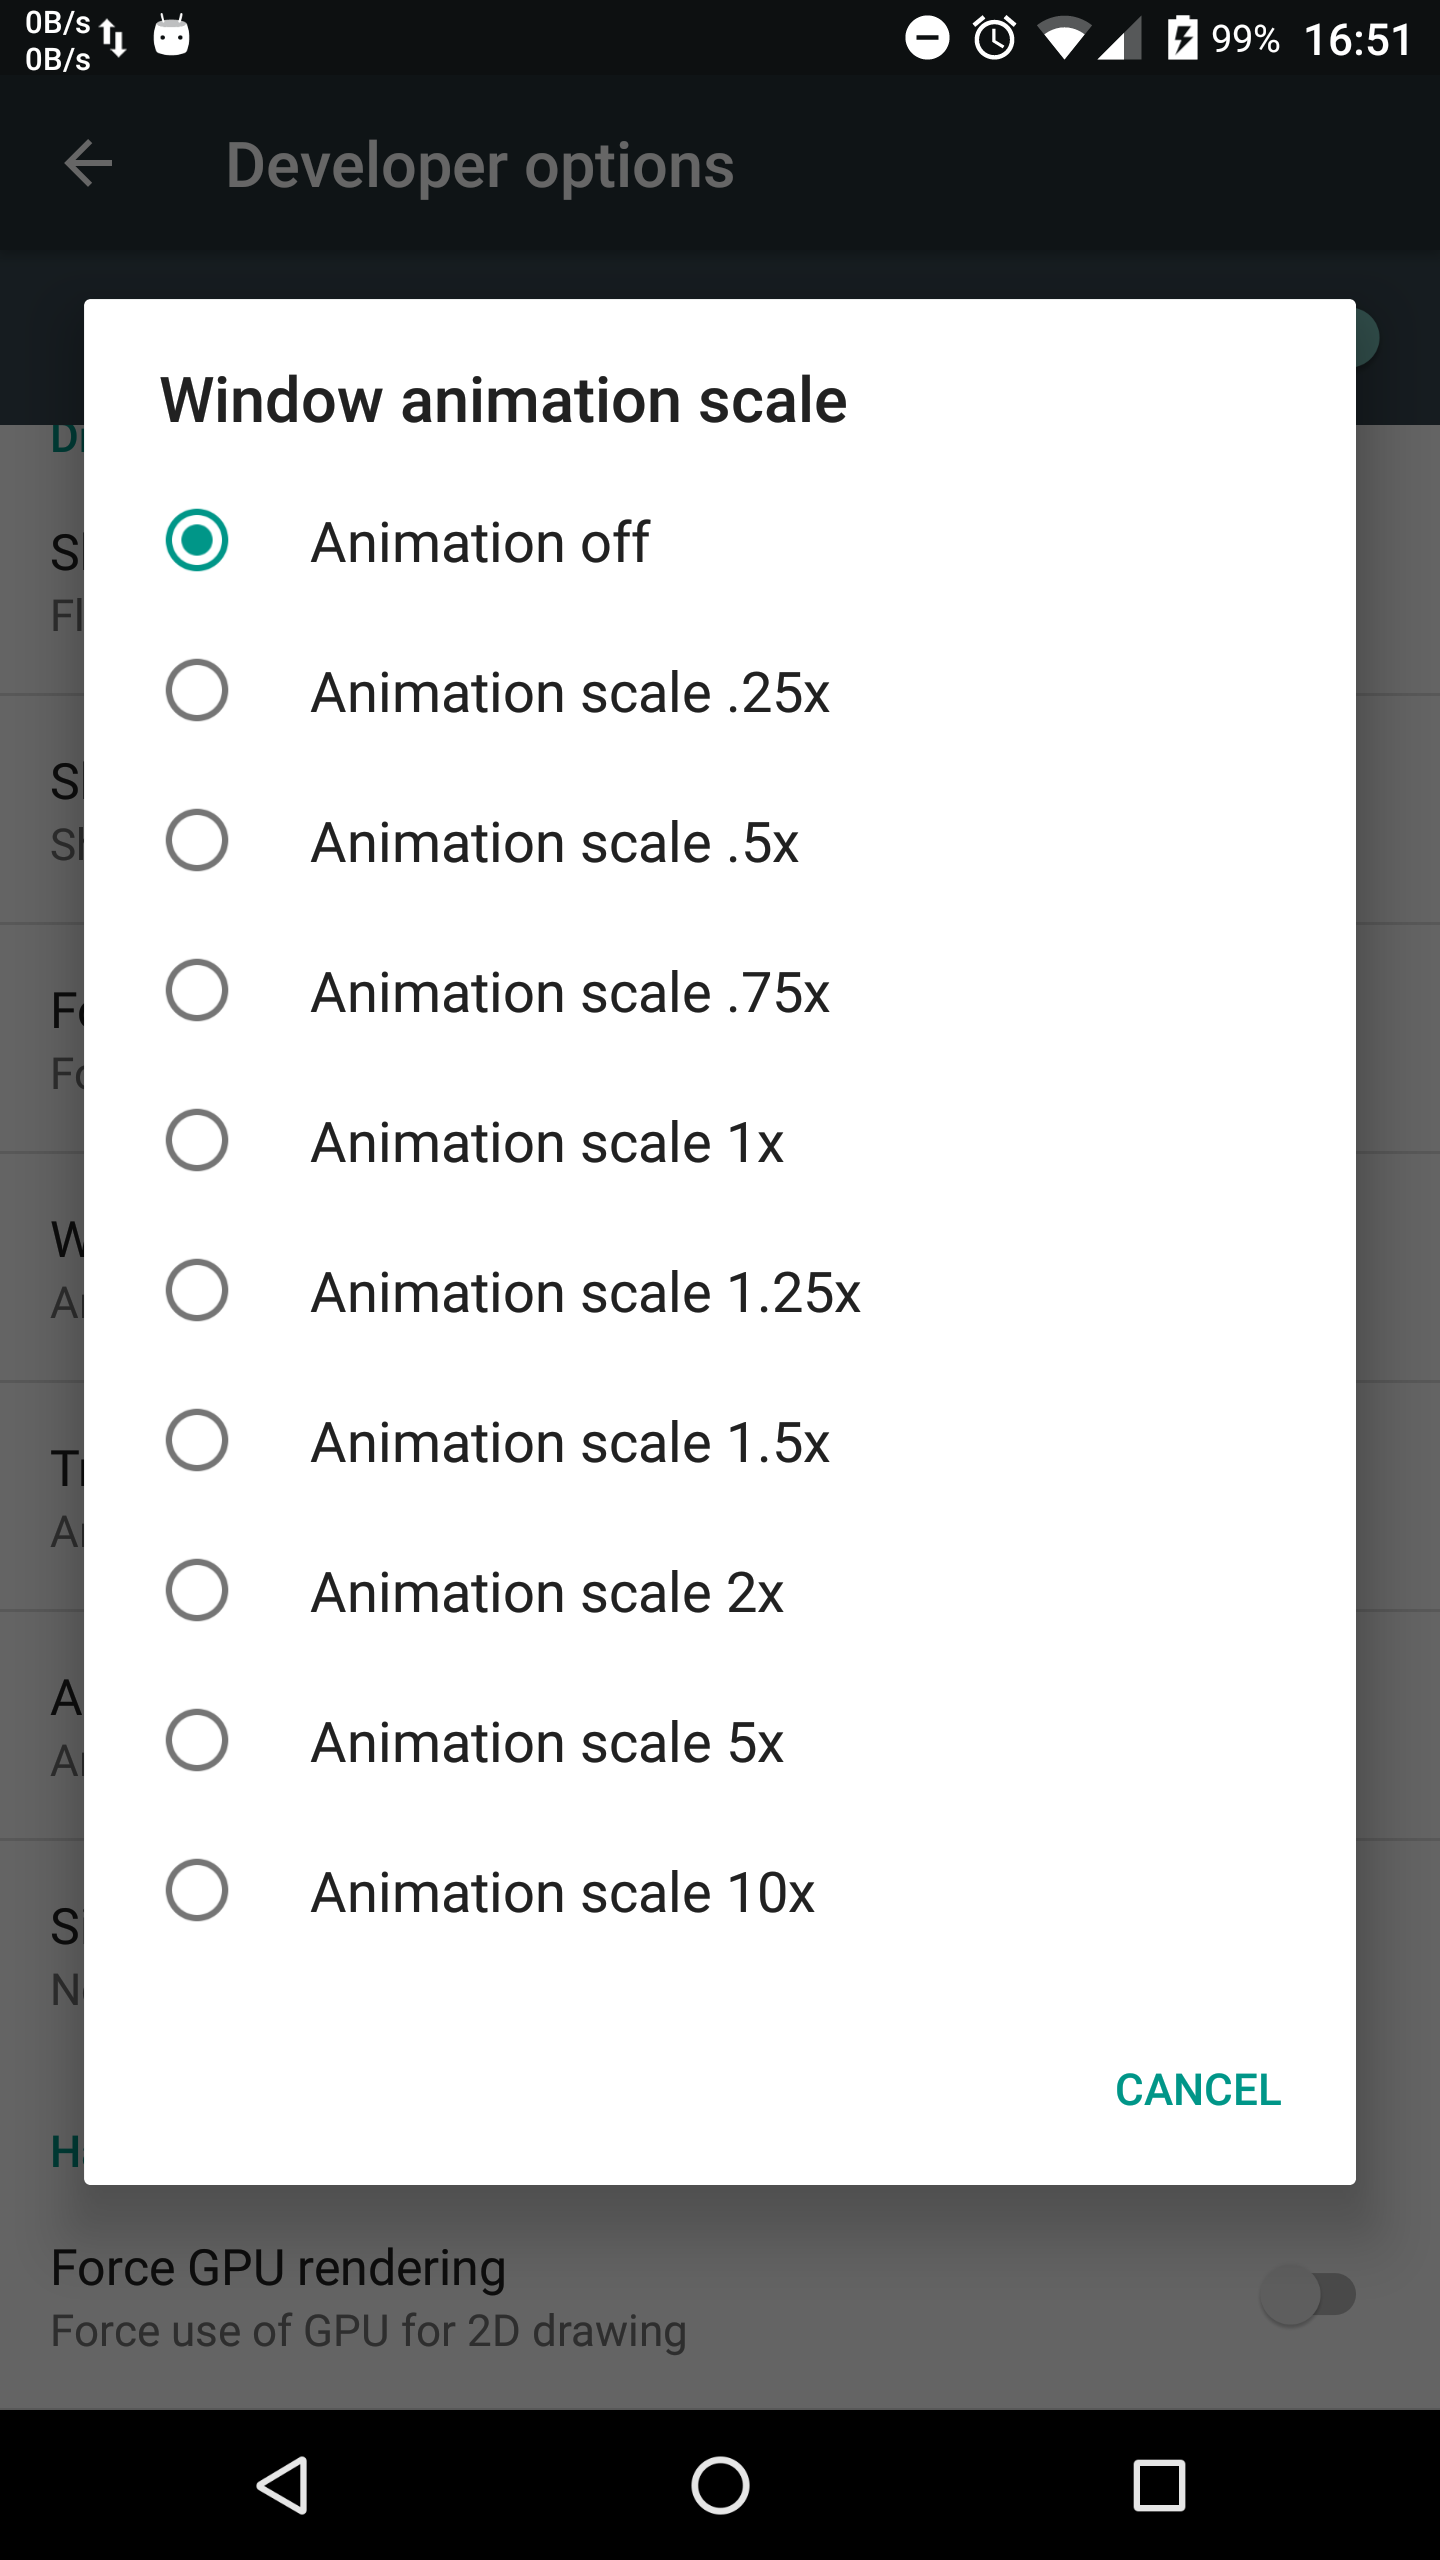 0B/s
0B/s
99% 16:51
Developer options
Window animation scale
Animation off
Animation scale .25x
Animation scale .5x
Animation scale .75x
Animation scale 1x
Animation scale 1.25x
Animation scale 1.5x
Animation scale 2x
Animation scale 5x
Animation scale 10x
CANCEL
Force GPU rendering
Force use of GPU for 2D drawing